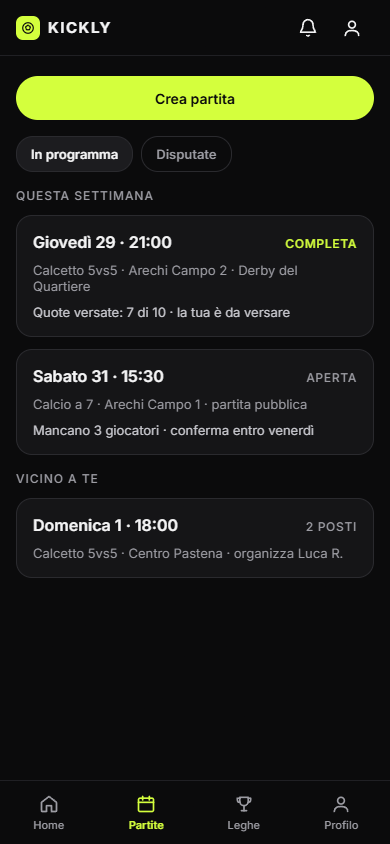 KICKLY
Crea partita
In programma
Disputate
QUESTA SETTIMANA
Giovedì 29 · 21:00
COMPLETA
Calcetto 5vs5 · Arechi Campo 2 · Derby del
Quartiere
Quote versate: 7 di 10 · la tua è da versare
Sabato 31 · 15:30
APERTA
Calcio a 7 · Arechi Campo 1 · partita pubblica
Mancano 3 giocatori · conferma entro venerdì
VICINO A TE
Domenica 1 · 18:00
2 POSTI
Calcetto 5vs5 · Centro Pastena · organizza Luca R.
Home
Partite
Leghe
Profilo